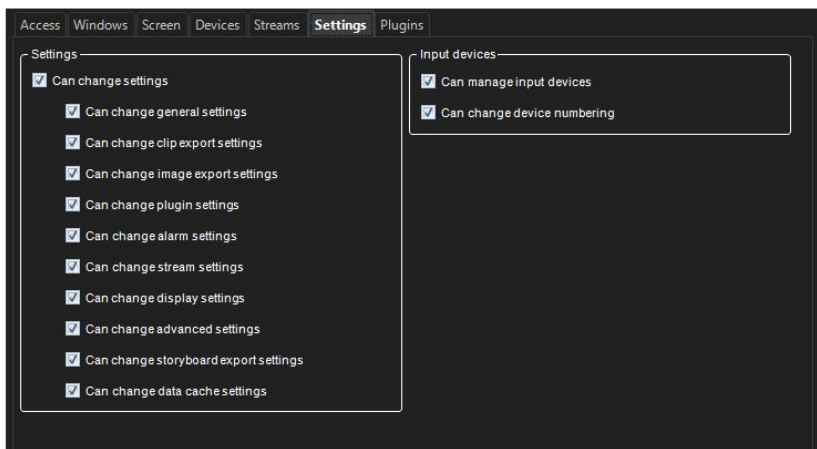 Access Windows Screen Devices Streams Settings Plugins
Settings
Can change settings
Can change general settings
Can change clip export settings
Can change image export settings
Can change plugin settings
Can change alarm settings
Can change stream settings
Can change display settings
Can change advanced settings
Can change storyboard export settings
Can change data cache settings
Input devices
Can manage input devices
Can change device numbering